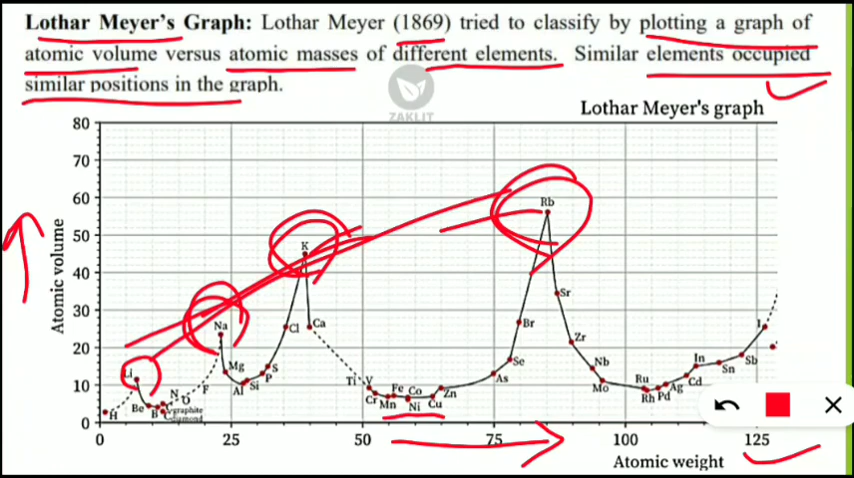 Lothar Meyer's Graph: Lothar Meyer (1869) tried to classify by plotting a graph of
atomic volume versus atomic masses of different elements. Similar elements occupied
similar positions in the graph.
ZAKLIT
Lothar Meyer's graph
80
70
60
50
40
30
20
10
0
Atomic volume
H
Li
Be
B
graphite
diamond
N
O
F
Na
Mg
Al
Si
P
S
Cl
K
Ca
Ti
V
Cr
Mn
Fe
Co
Ni
Cu
Zn
As
Se
Br
Rb
Sr
Zr
Nb
Mo
Ru
Rh
Pd
Ag
Cd
In
Sn
Sb
I
0 25 50 75 100 125
Atomic weight